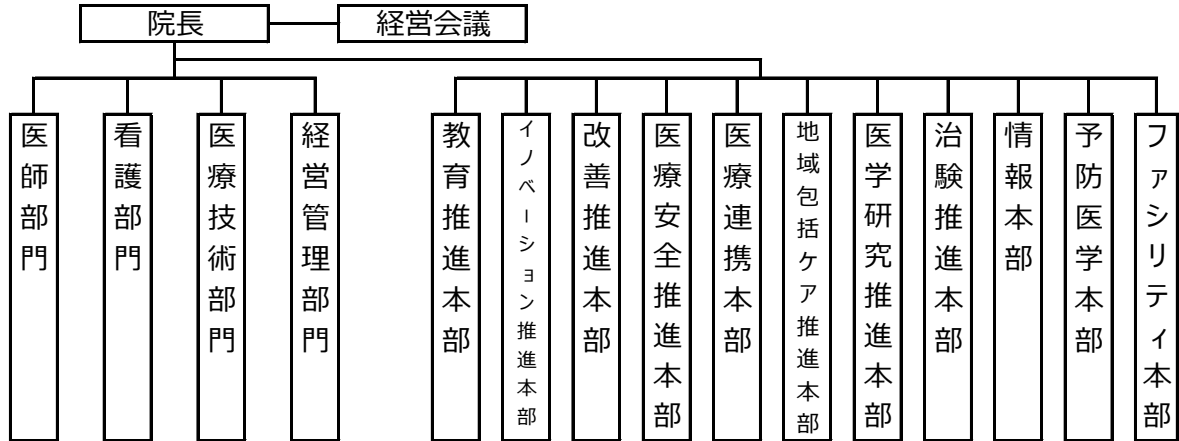 院長
経営会議
医師部門
看護部門
医療技術部門
経営管理部門
教育推進本部
イノベーション推進本部
改善推進本部
医療安全推進本部
医療連携本部
地域包括ケア推進本部
医学研究推進本部
治験推進本部
情報本部
予防医学本部
ファシリティ本部